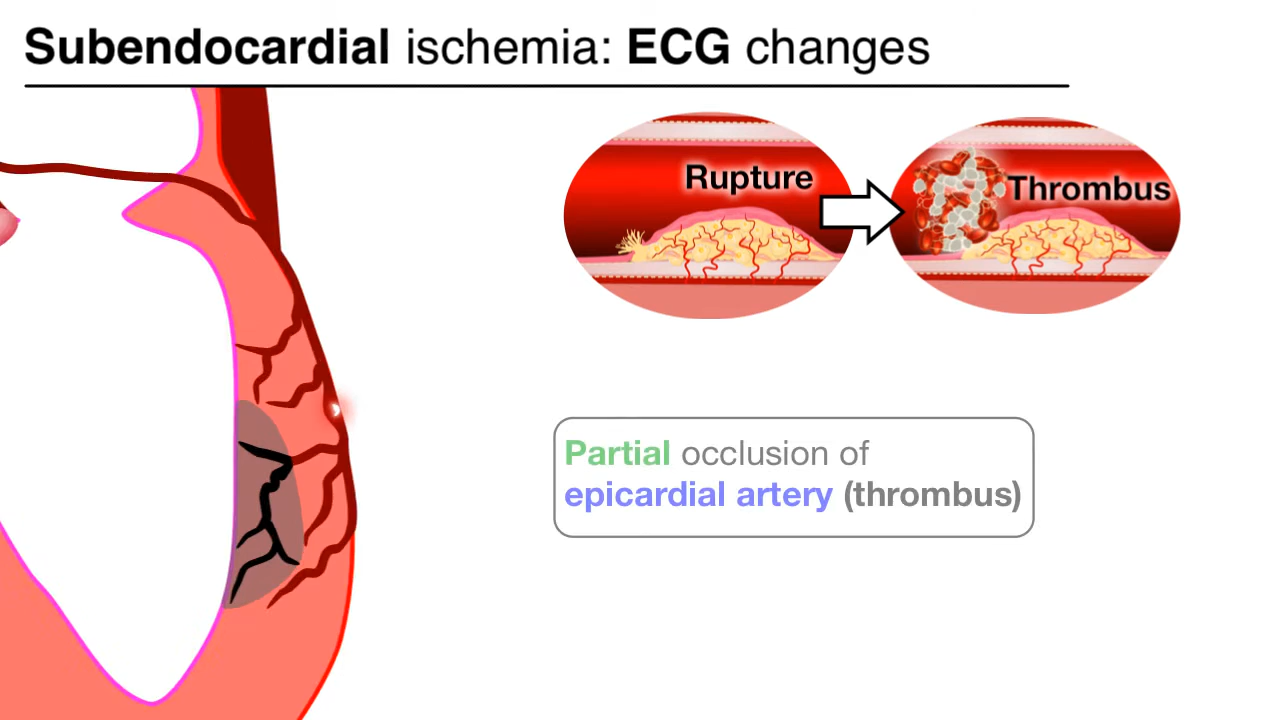 Subendocardial ischemia: ECG changes
Rupture
Thrombus
Partial occlusion of
epicardial artery (thrombus)